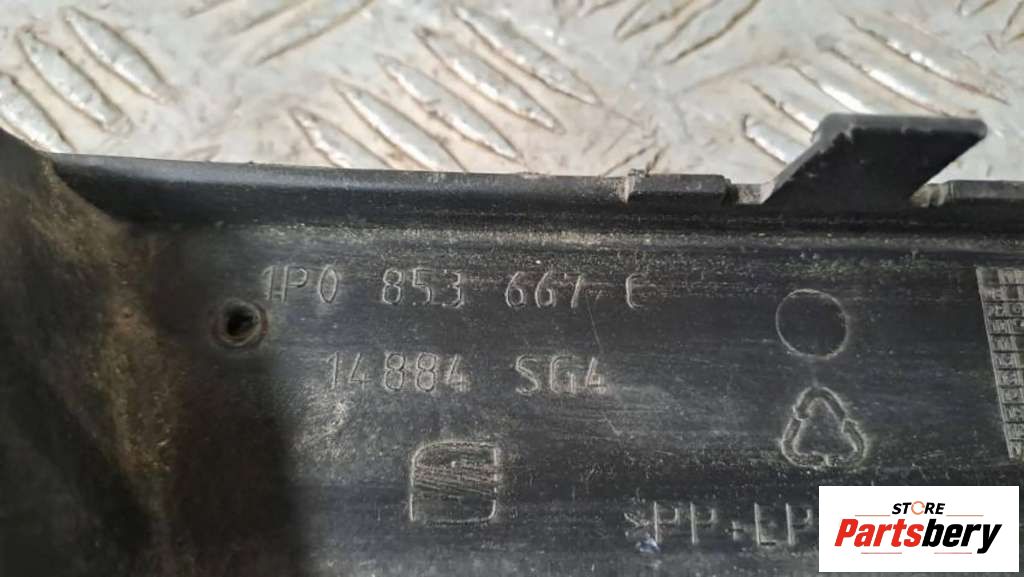 1P0 853 667 C
14884 SG4
>PP+EP
STORE
Partsbery